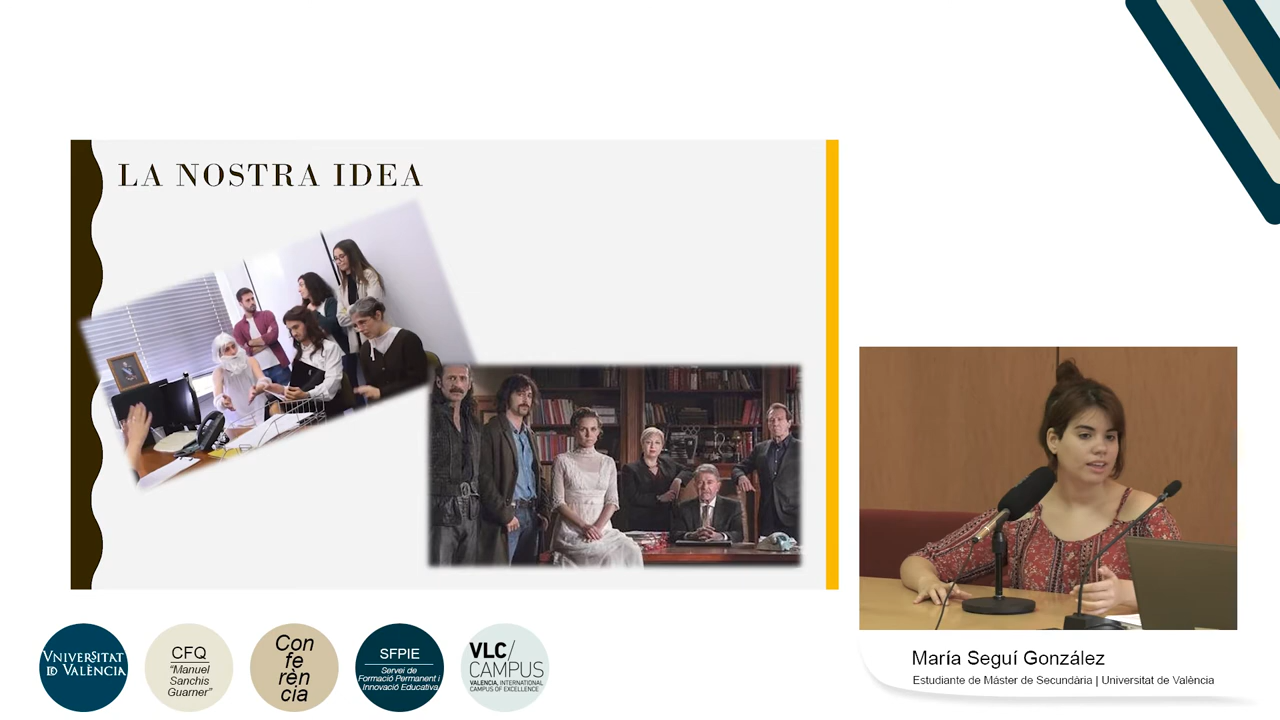 LA NOSTRA IDEA
VNIVERSITAT
ID VALÈNCIA
CFQ
"Manuel
Sanchis
Guarner"
Con
fe
rèn
cia
SFPIE
Servei de
Formació Permanent i
Innovació Educativa
VLC/
CAMPUS
VALENCIA, INTERNATIONAL
CAMPUS OF EXCELLENCE
María Seguí González
Estudiante de Máster de Secundària | Universitat de València